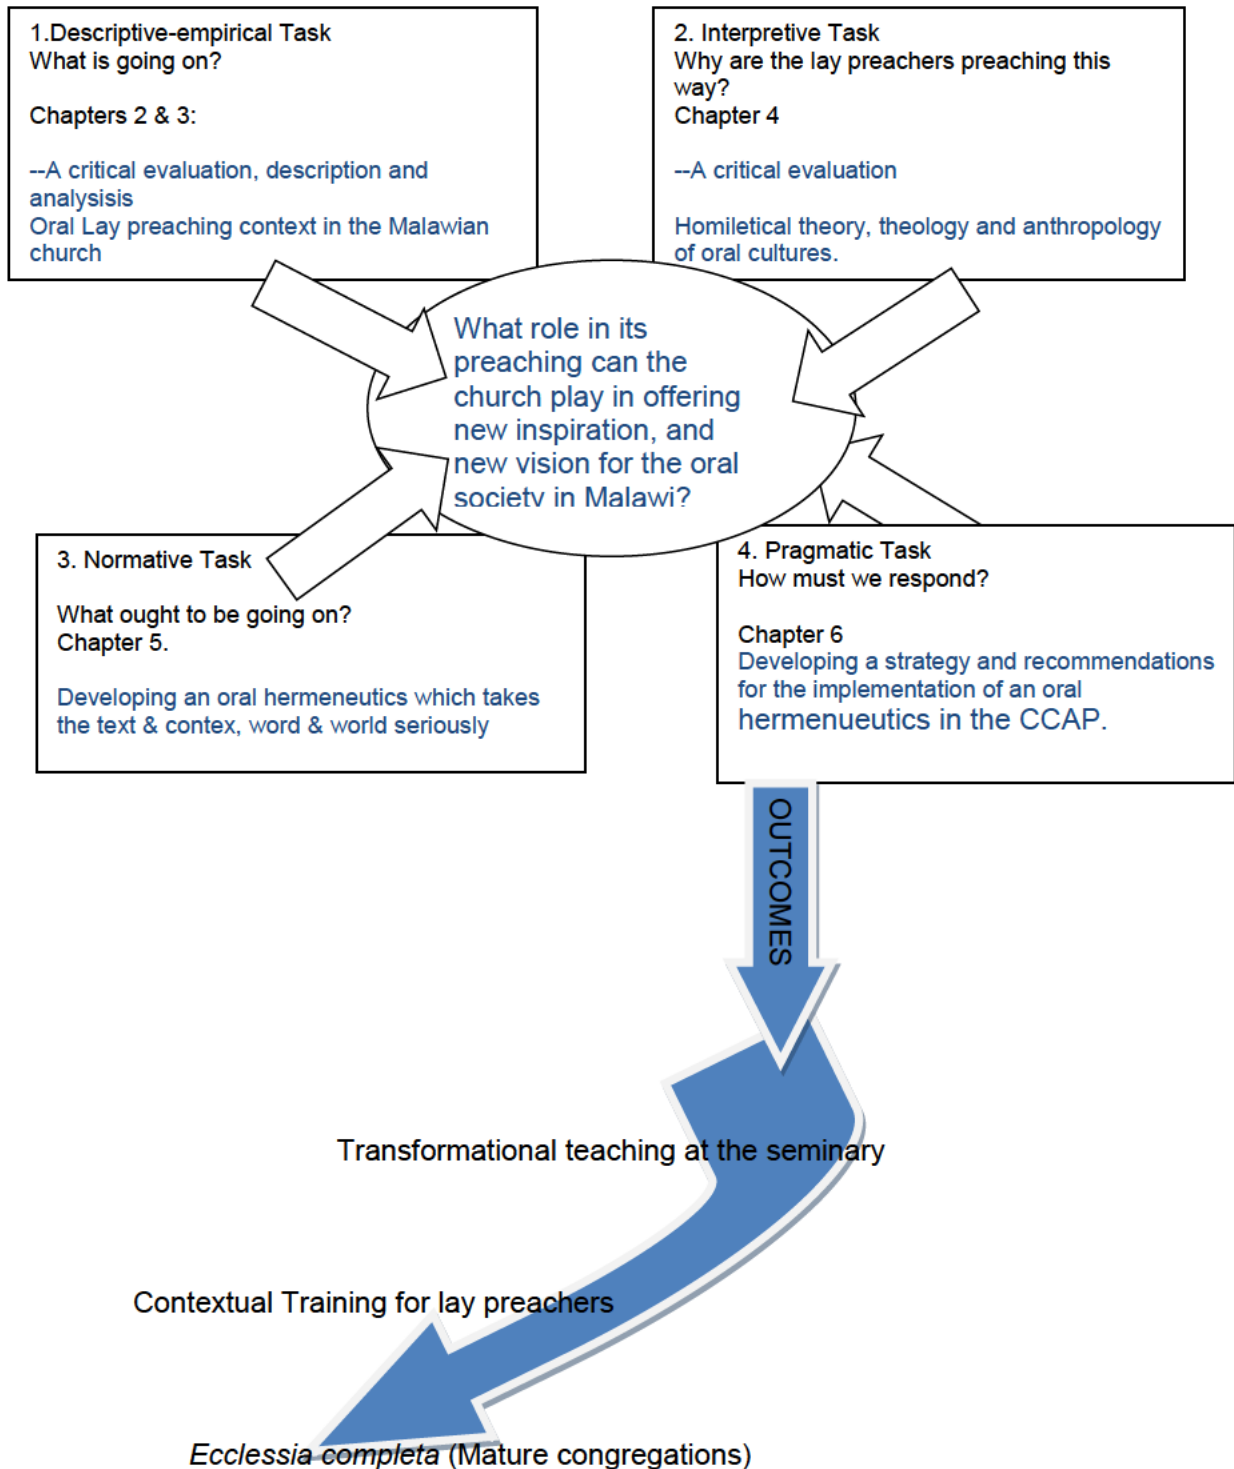 1.Descriptive-empirical Task
What is going on?
Chapters 2 & 3:
--A critical evaluation, description and
analysisis
Oral Lay preaching context in the Malawian
church
2. Interpretive Task
Why are the lay preachers preaching this
way?
Chapter 4
--A critical evaluation
Homiletical theory, theology and anthropology
of oral cultures.
What role in its
preaching can the
church play in offering
new inspiration, and
new vision for the oral
society in Malawi?
3. Normative Task
What ought to be going on?
Chapter 5.
Developing an oral hermeneutics which takes
the text & contex, word & world seriously
4. Pragmatic Task
How must we respond?
Chapter 6
Developing a strategy and recommendations
for the implementation of an oral
hermenueutics in the CCAP.
OUTCOMES
Transformational teaching at the seminary
Contextual Training for lay preachers
Ecclessia completa (Mature congregations)